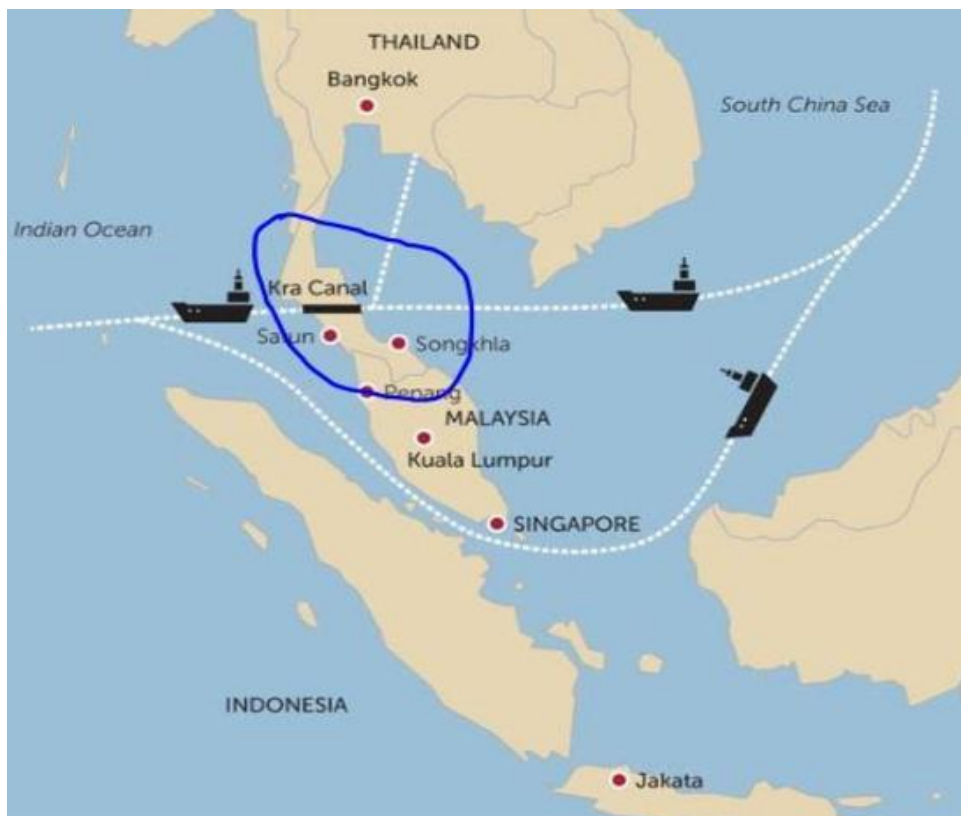 THAILAND
Bangkok
South China Sea
Indian Ocean
Kra Canal
Satun
Songkhla
Penang
MALAYSIA
Kuala Lumpur
SINGAPORE
INDONESIA
Jakata